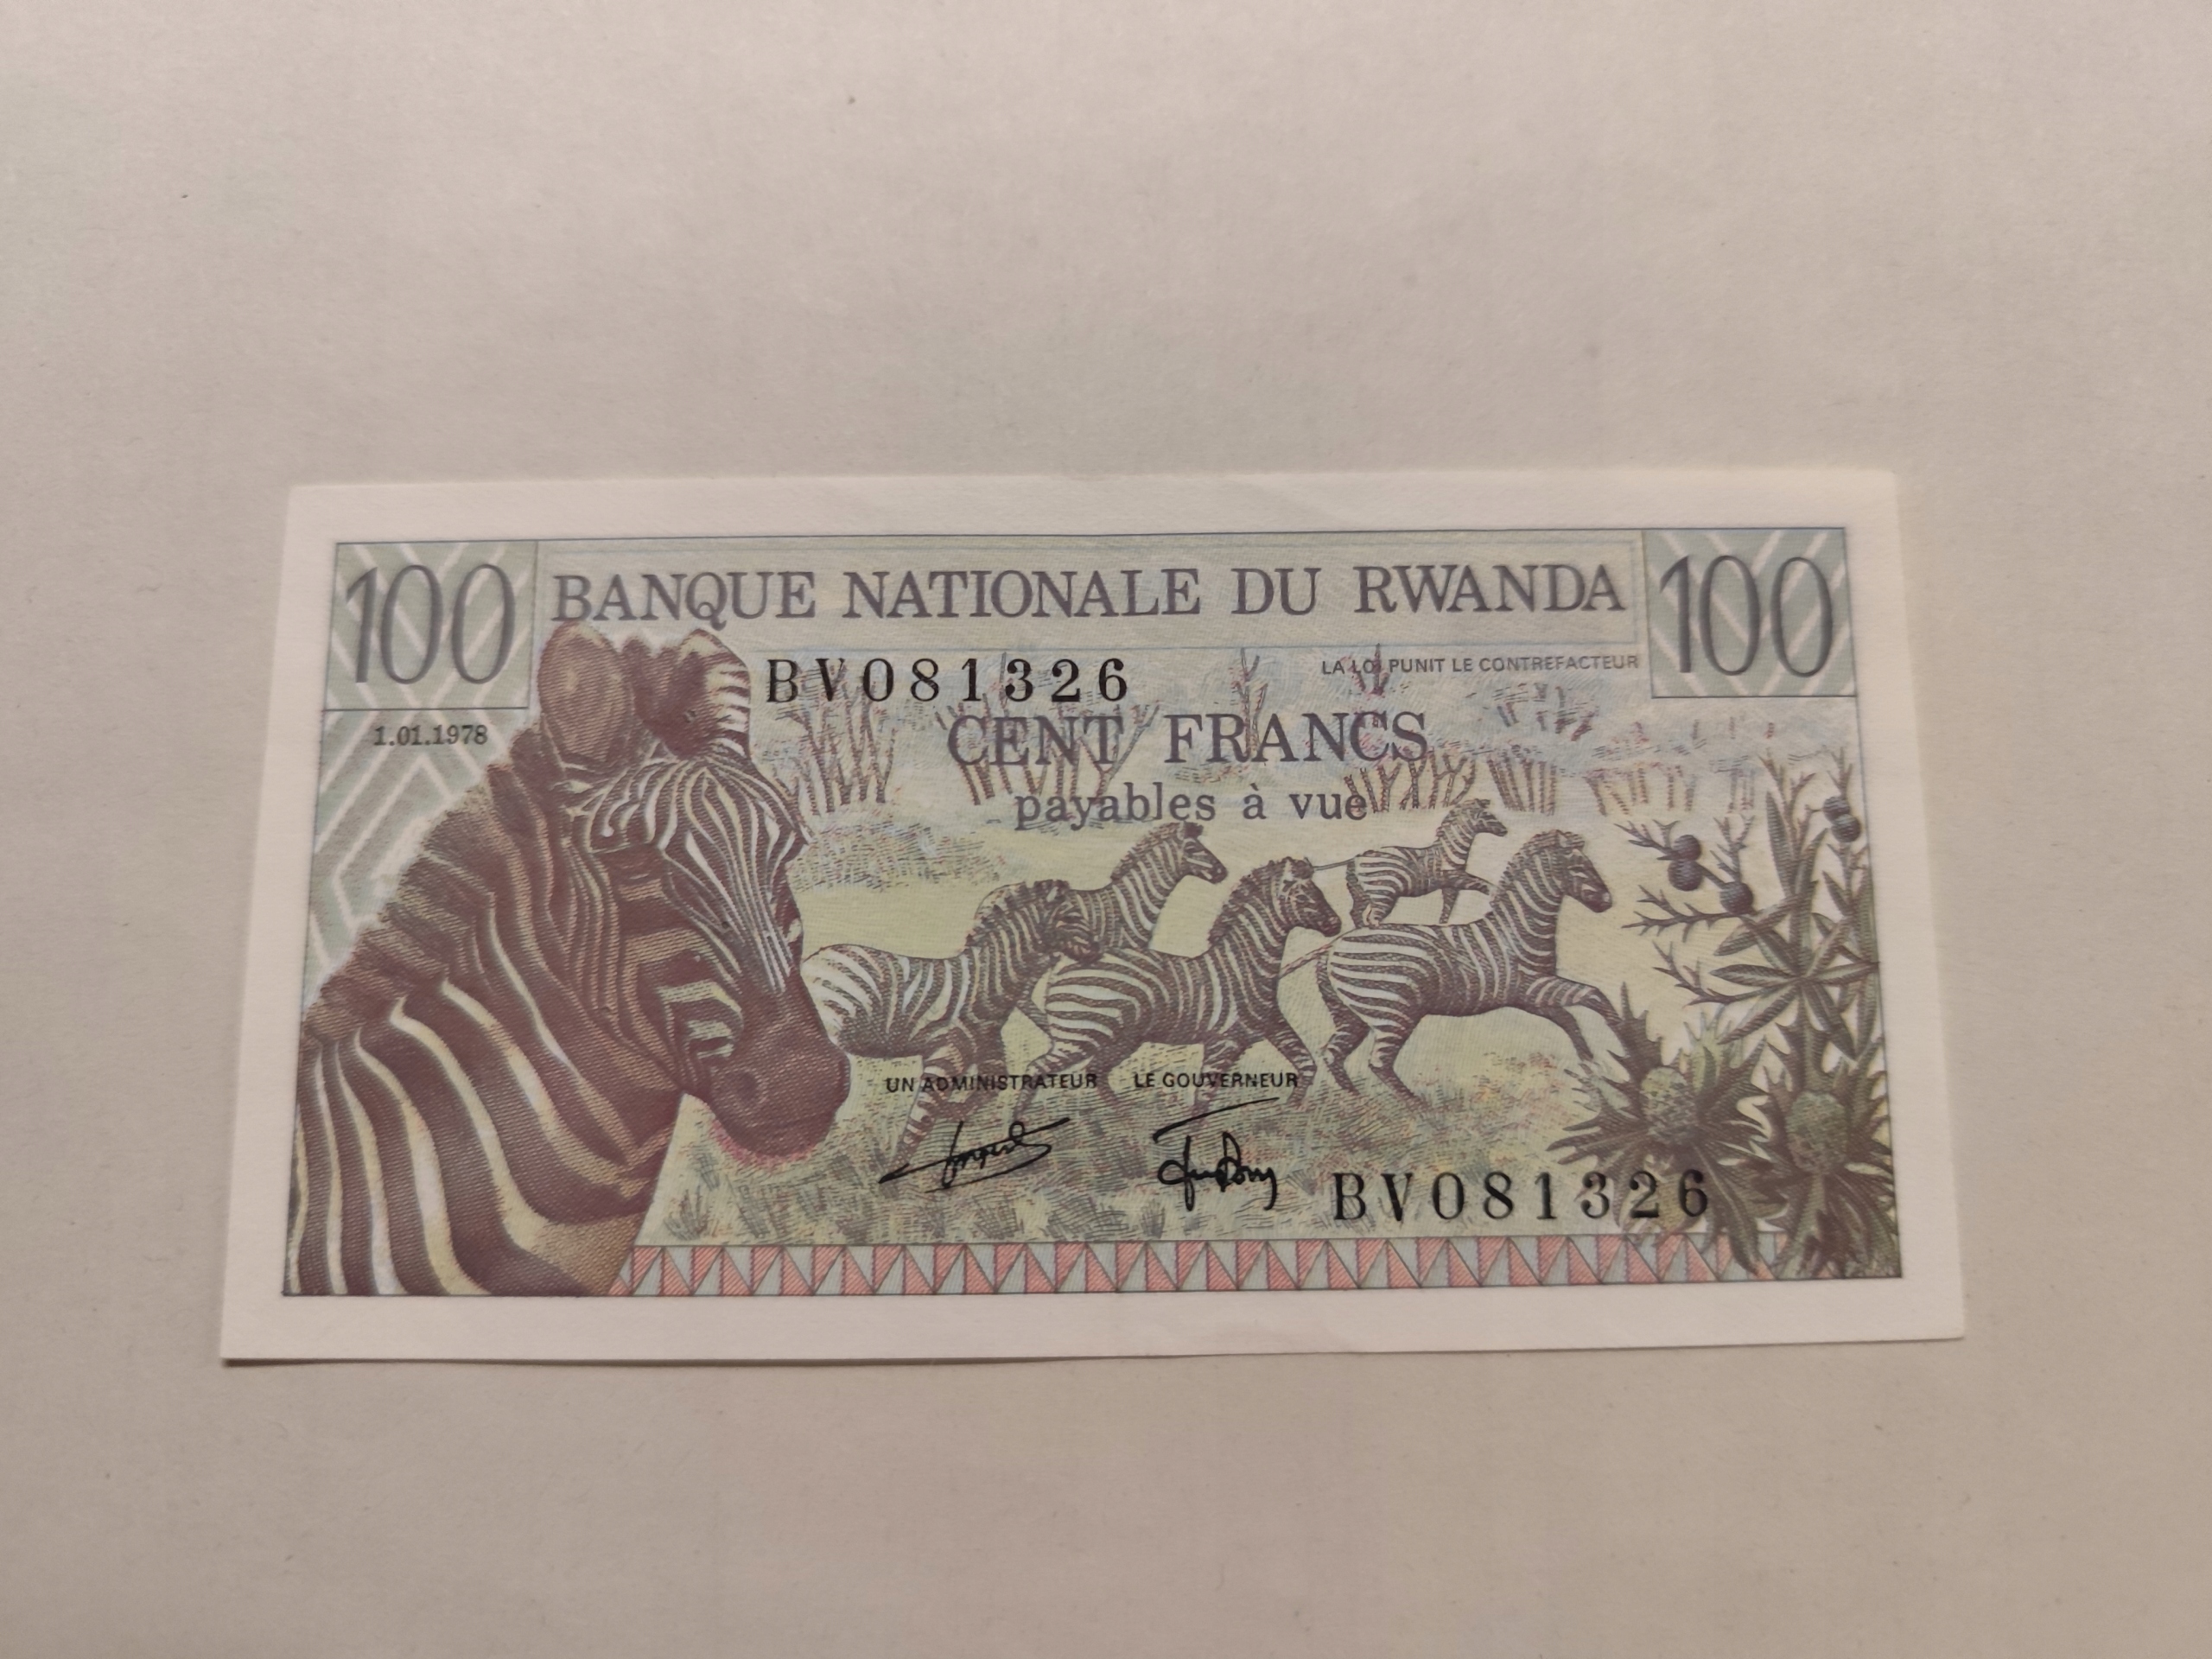 100 BANQUE NATIONALE DU RWANDA 100
BV081326
LA LOI PUNIT LE CONTREFACTEUR
1.01.1978
CENT FRANCS
payables à vue
UN ADMINISTRATEUR LE GOUVERNEUR
BV081326